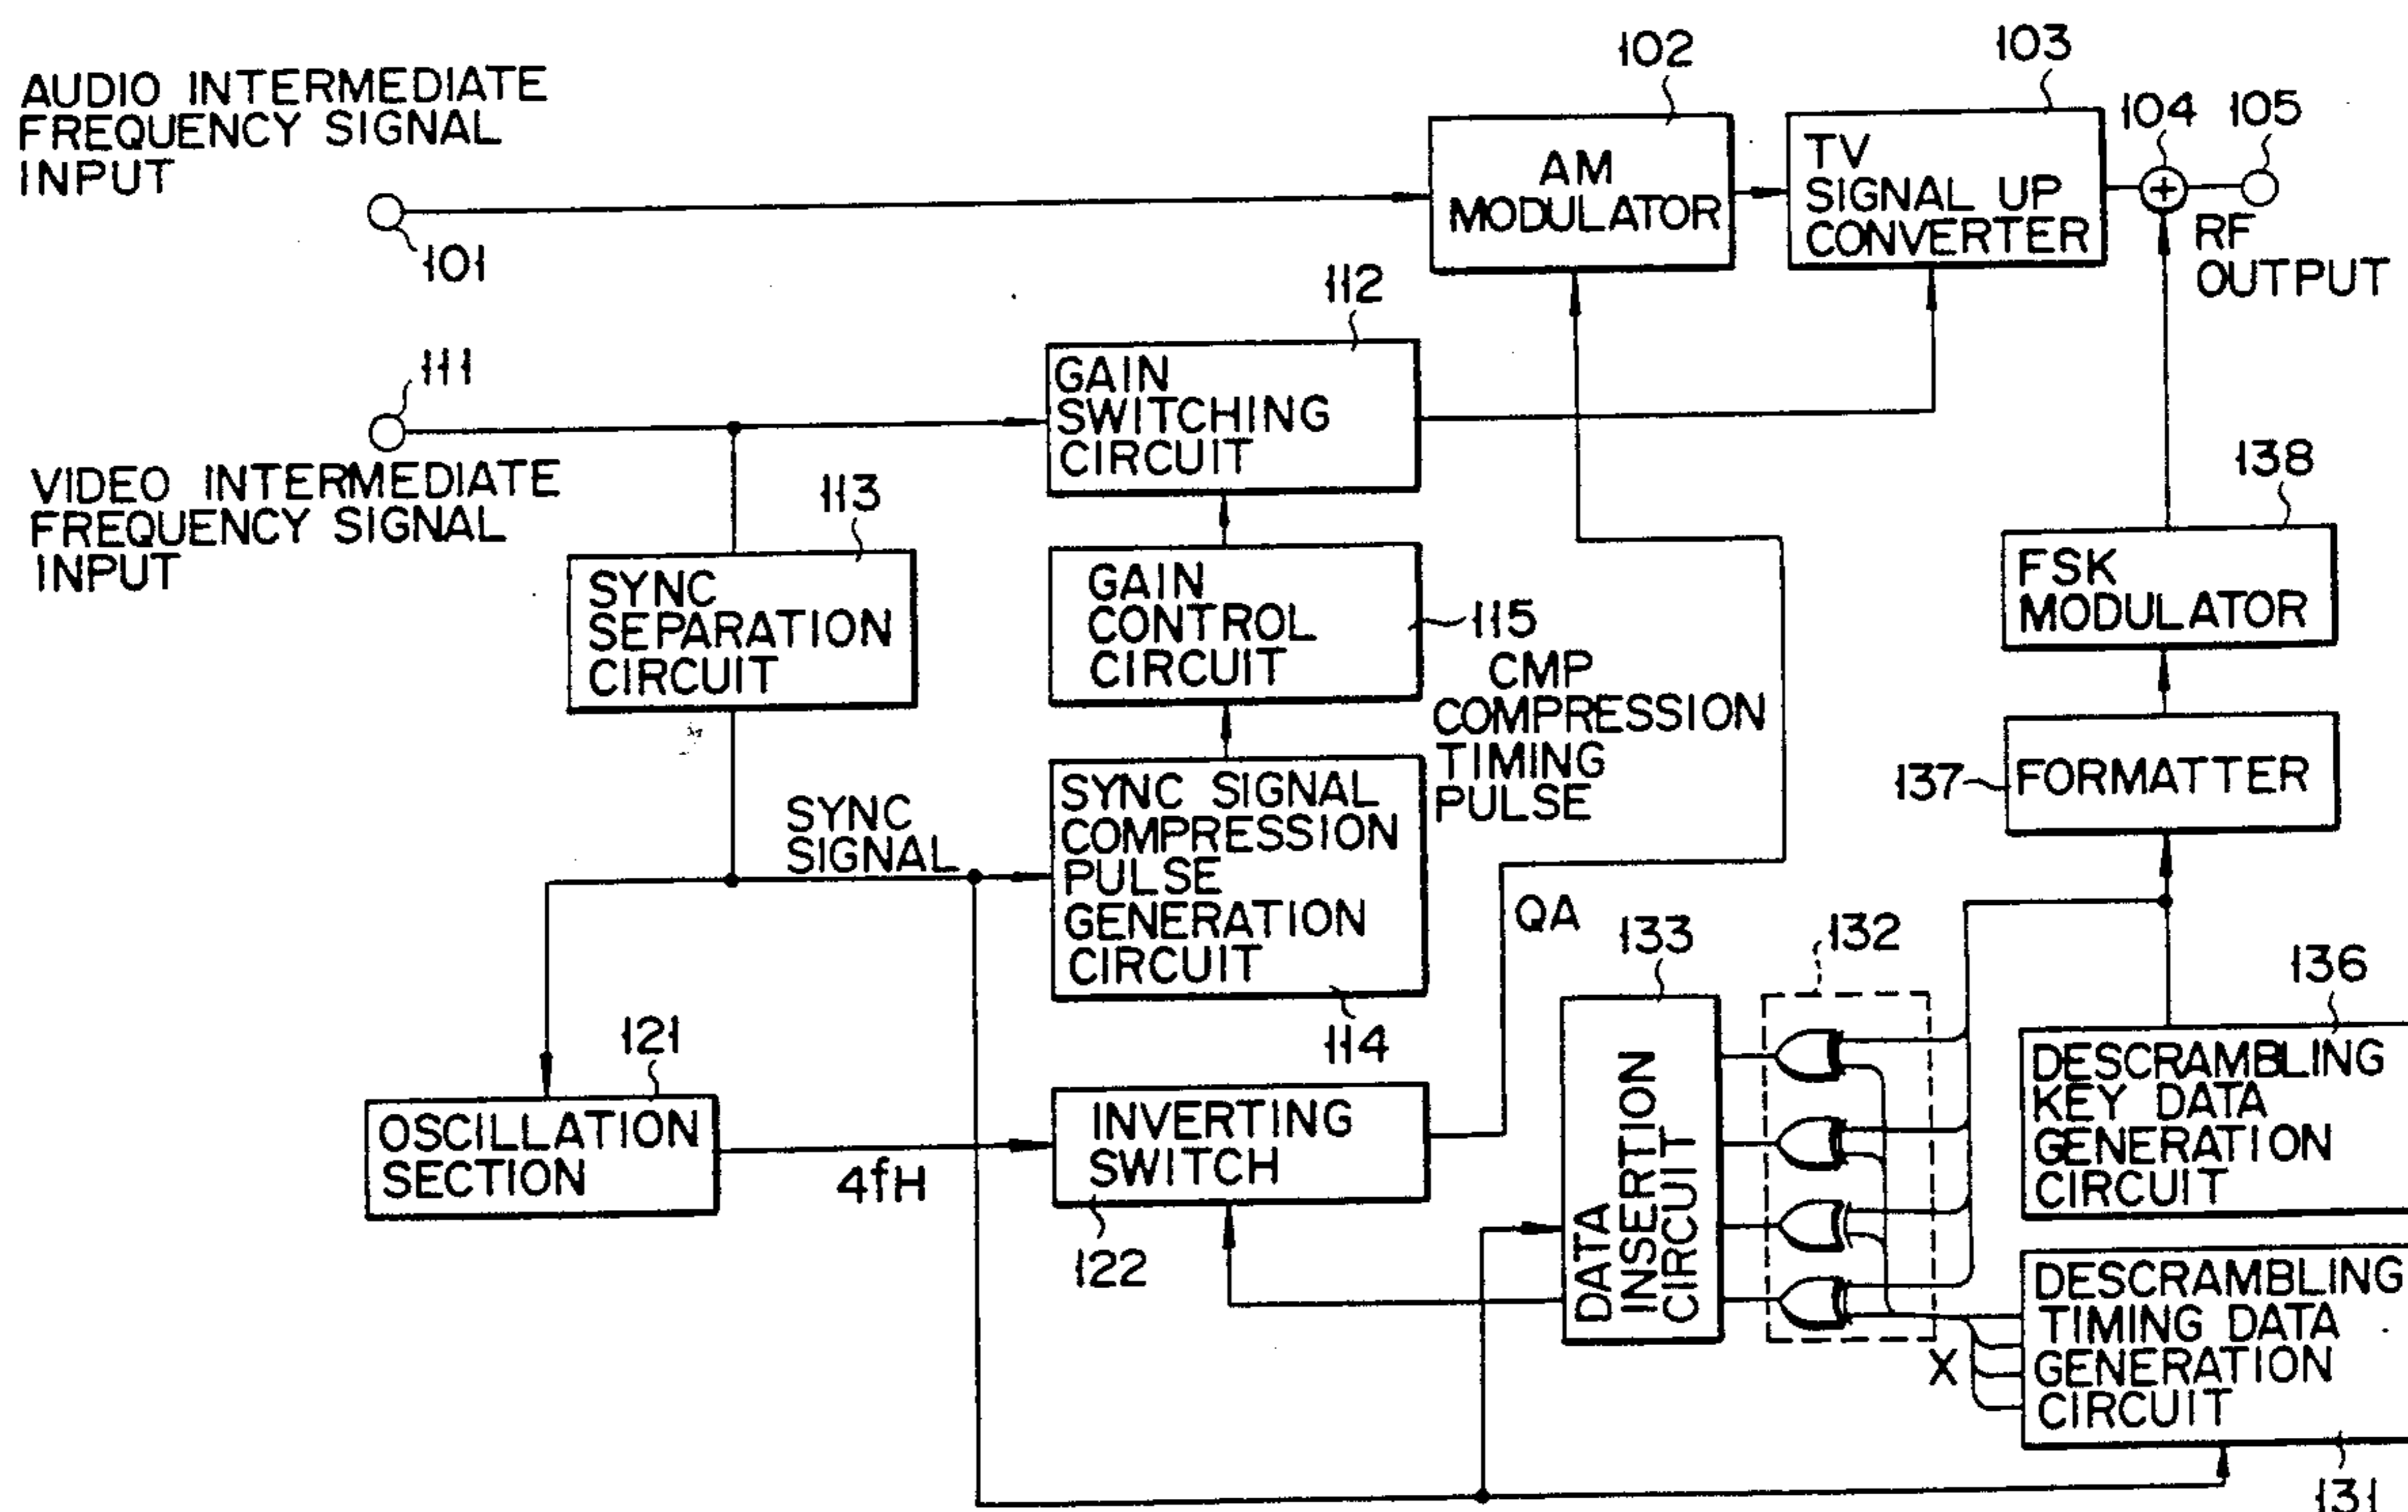 AUDIO INTERMEDIATE
FREQUENCY SIGNAL
INPUT
101
102
AM
MODULATOR
103
TV
SIGNAL UP
CONVERTER
104
+
105
RF
OUTPUT
111
VIDEO INTERMEDIATE
FREQUENCY SIGNAL
INPUT
112
GAIN
SWITCHING
CIRCUIT
113
SYNC
SEPARATION
CIRCUIT
GAIN
CONTROL
CIRCUIT
115
CMP
COMPRESSION
TIMING
PULSE
138
FSK
MODULATOR
137
FORMATTER
SYNC
SIGNAL
SYNC SIGNAL
COMPRESSION
PULSE
GENERATION
CIRCUIT
114
QA
133
DATA
INSERTION
CIRCUIT
132
136
DESCRAMBLING
KEY DATA
GENERATION
CIRCUIT
121
OSCILLATION
SECTION
4fH
INVERTING
SWITCH
122
X
DESCRAMBLING
TIMING DATA
GENERATION
CIRCUIT
131